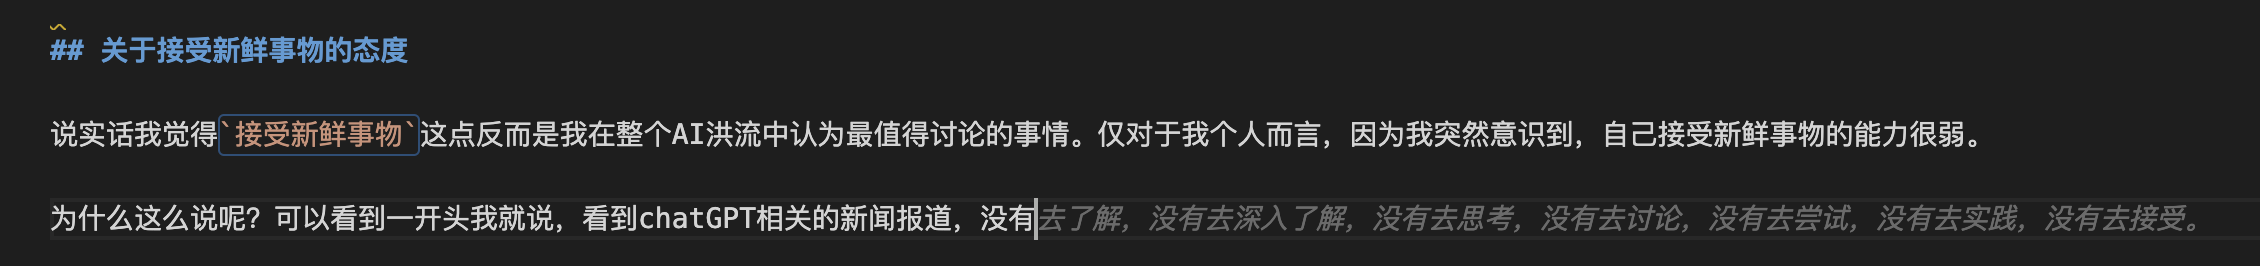 ## 关于接受新鲜事物的态度
说实话我觉得`接受新鲜事物`这点反而是我在整个AI洪流中认为最值得讨论的事情。仅对于我个人而言，因为我突然意识到，自己接受新鲜事物的能力很弱。
为什么这么说呢？可以看到一开头我就说，看到chatGPT相关的新闻报道，没有去了解，没有去深入了解，没有去思考，没有去讨论，没有去尝试，没有去实践，没有去接受。